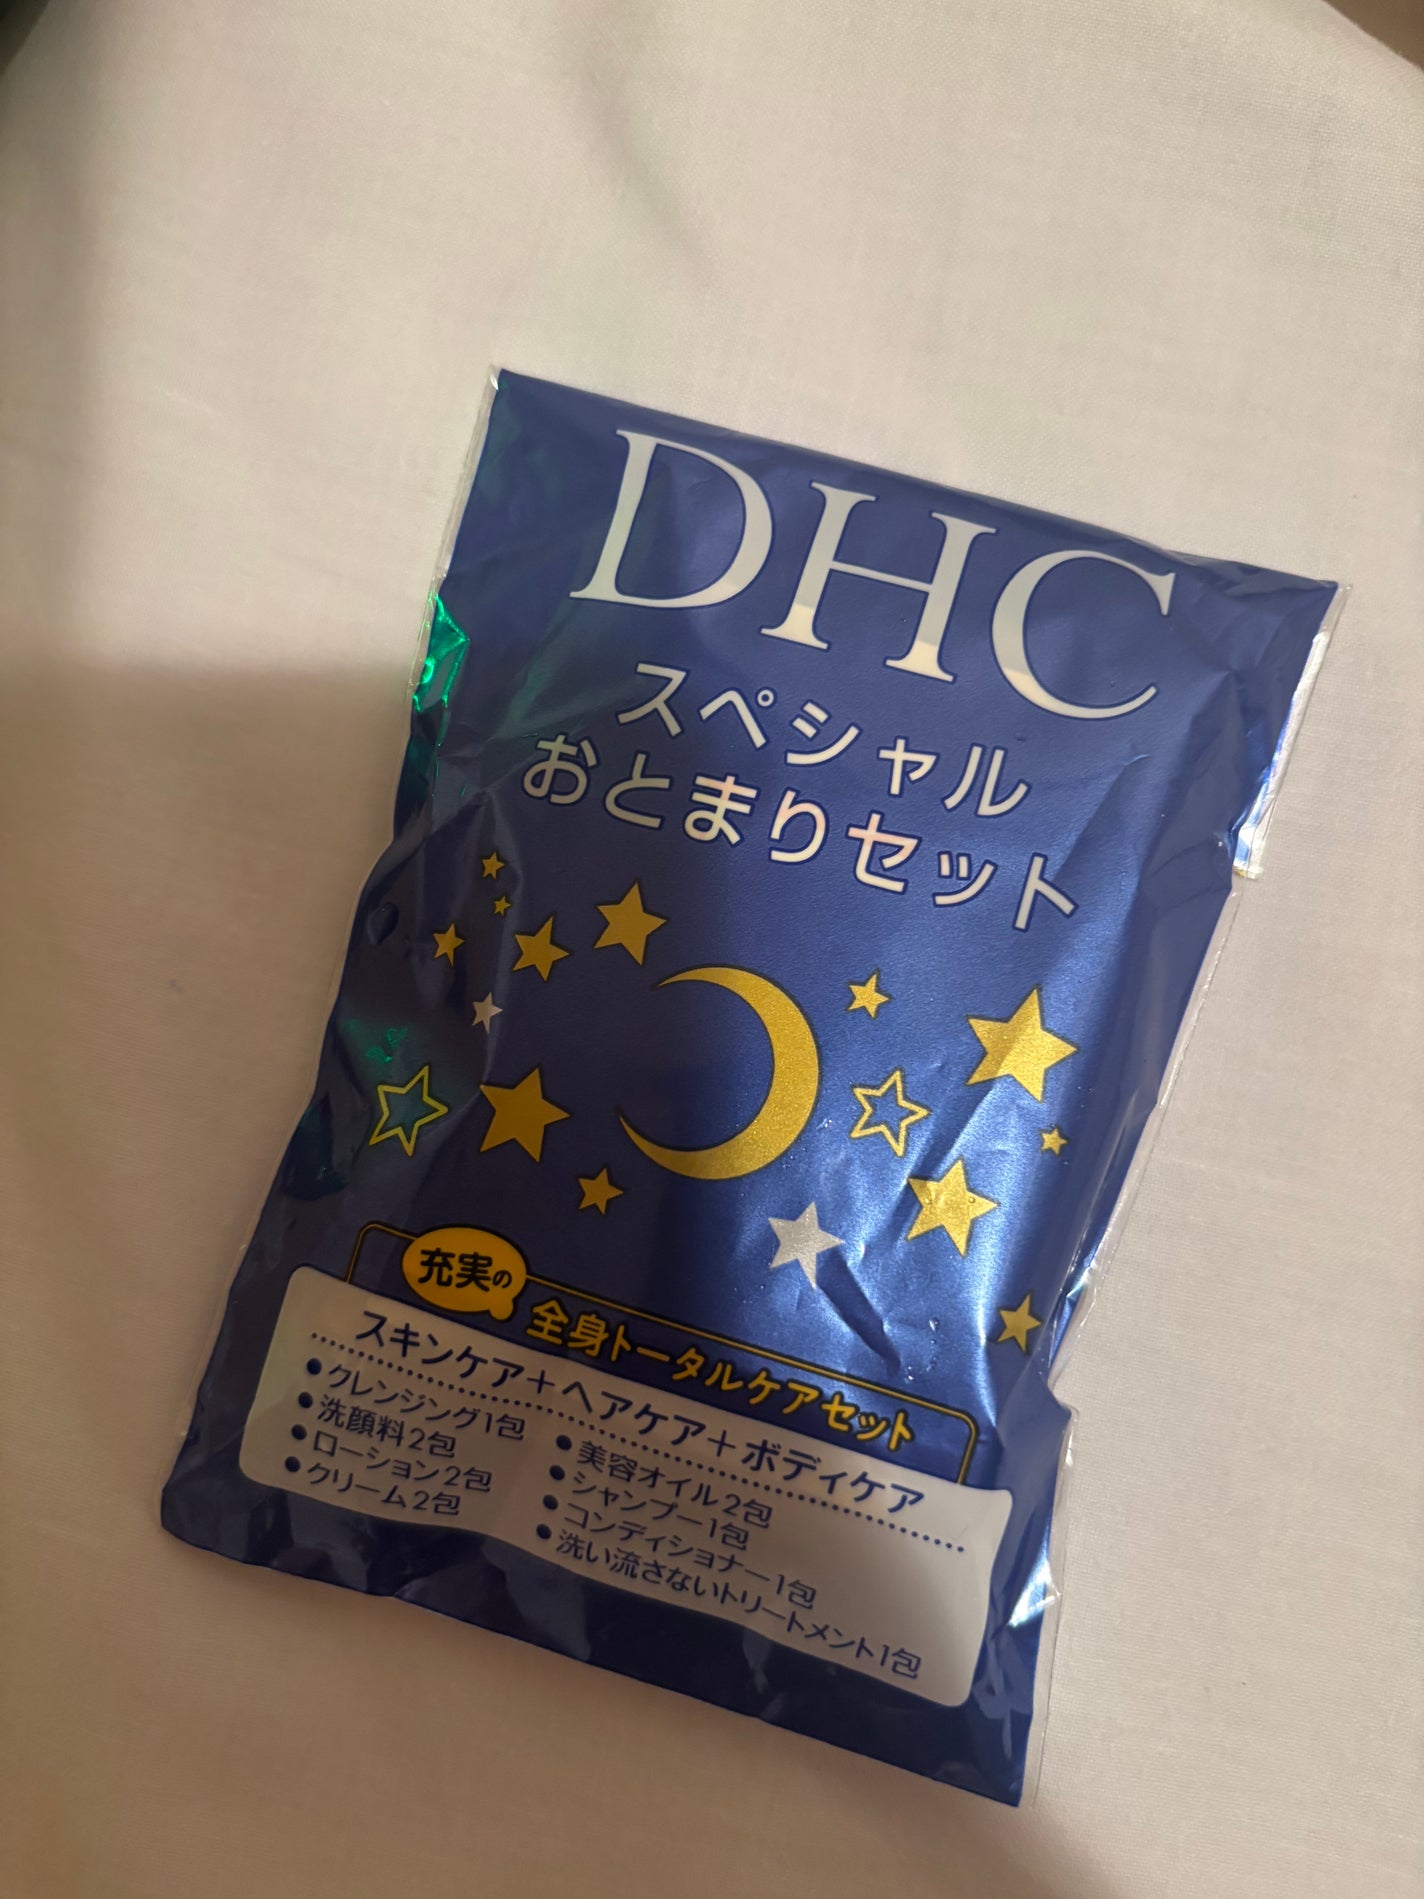 DHC
スペシャル
おとまりセット
充実の
全身トータルケアセット
スキンケア＋ヘアケア＋ボディケア
●クレンジング1包
●洗顔料2包
●ローション2包
●クリーム2包
●美容オイル2包
●シャンプー1包
●コンディショナー1包
●洗い流さないトリートメント1包